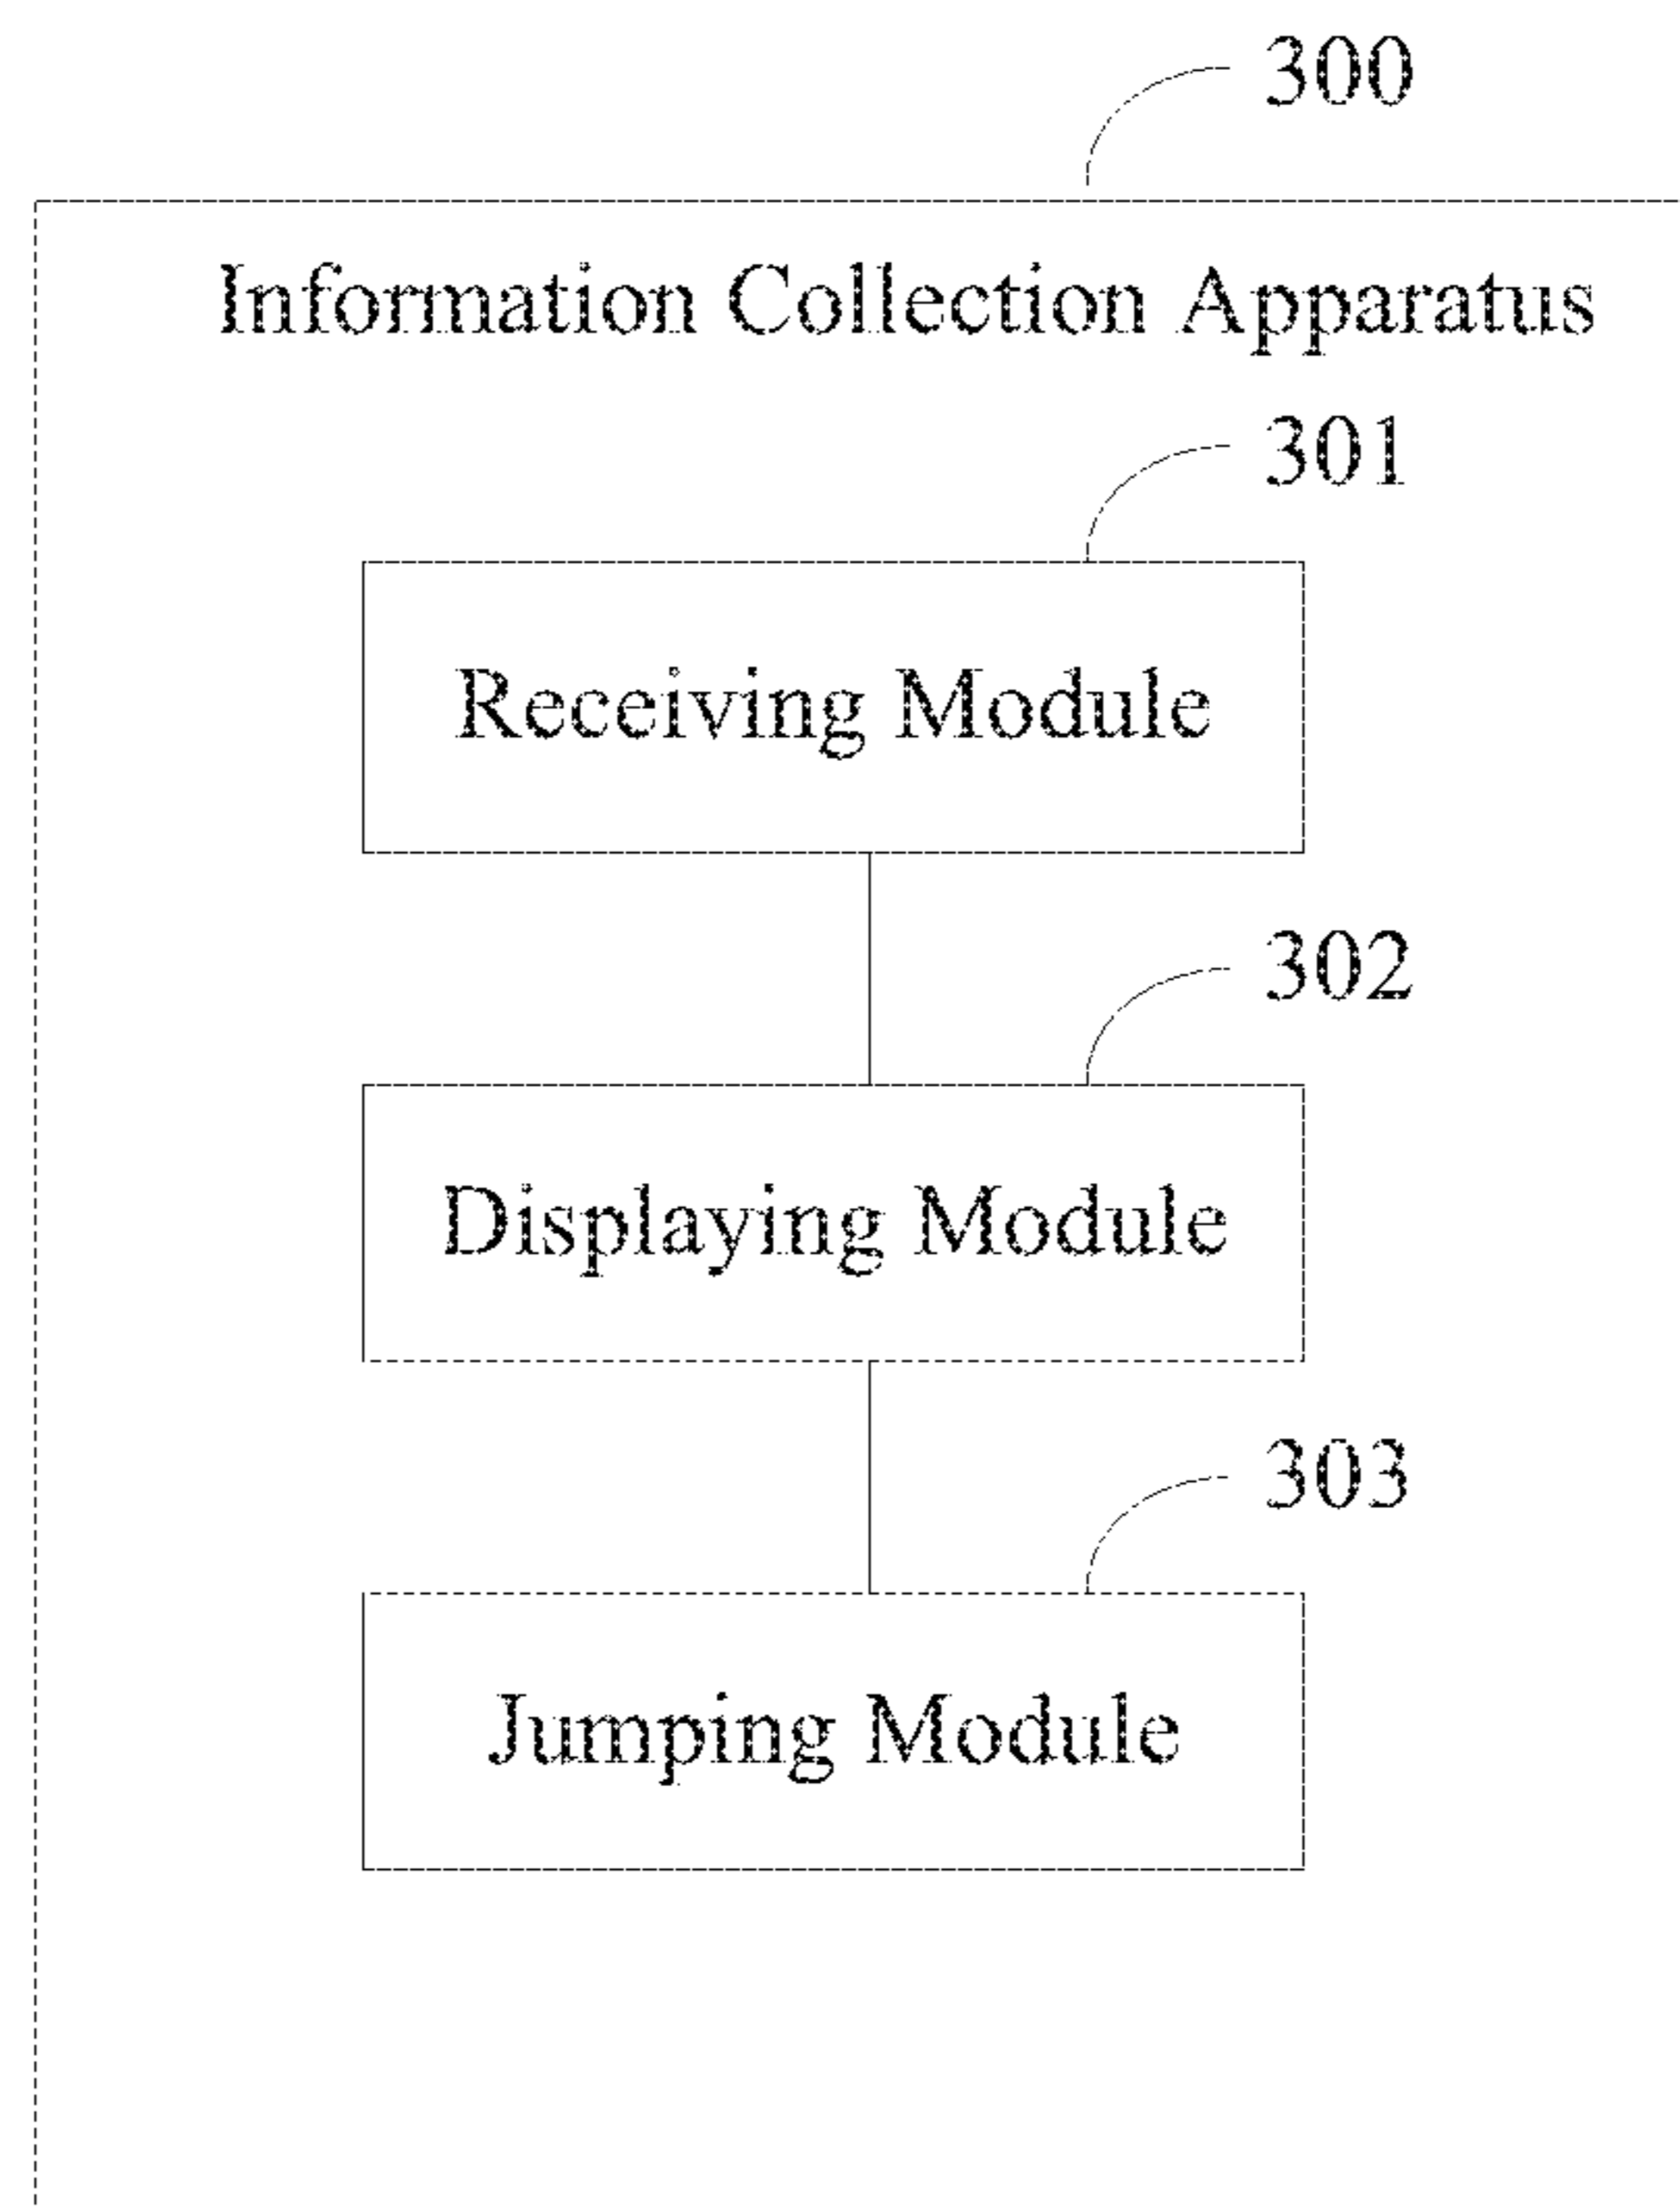 300
Information Collection Apparatus
301
Receiving Module
302
Displaying Module
303
Jumping Module